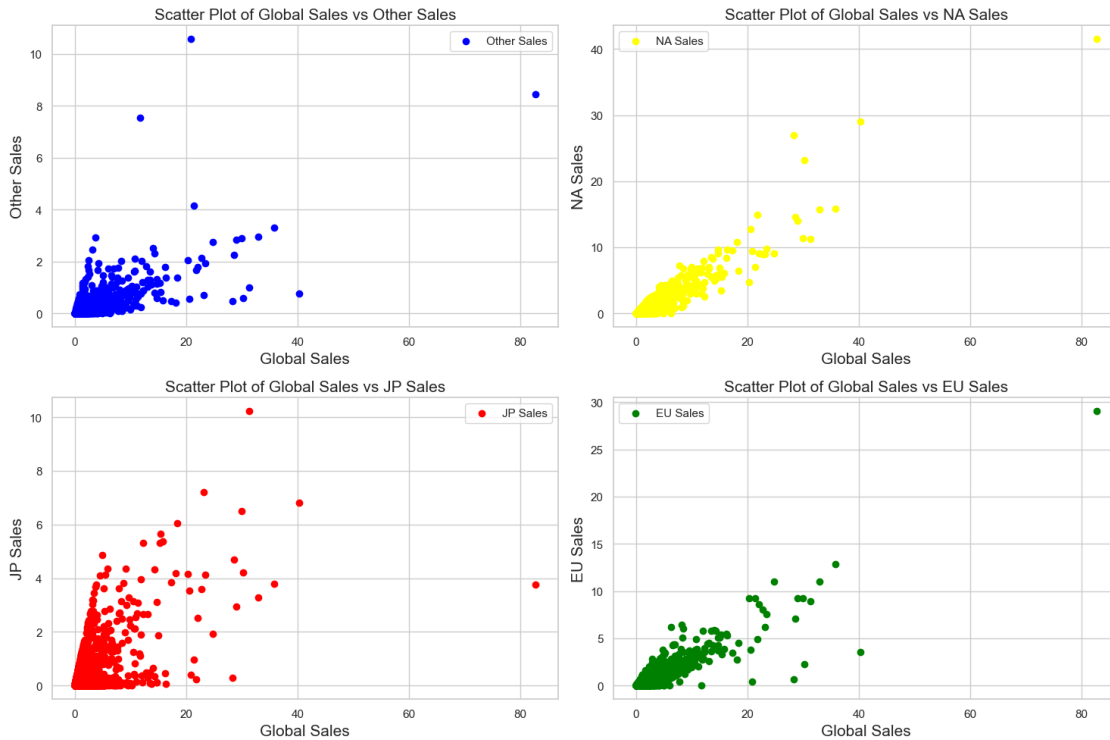 Scatter Plot of Global Sales vs Other Sales
Other Sales
10
8
6
4
2
0
Other Sales
0 20 40 60 80
Global Sales
Scatter Plot of Global Sales vs NA Sales
NA Sales
40
30
20
10
0
NA Sales
0 20 40 60 80
Global Sales
Scatter Plot of Global Sales vs JP Sales
JP Sales
10
8
6
4
2
0
JP Sales
0 20 40 60 80
Global Sales
Scatter Plot of Global Sales vs EU Sales
EU Sales
30
25
20
15
10
5
0
EU Sales
0 20 40 60 80
Global Sales